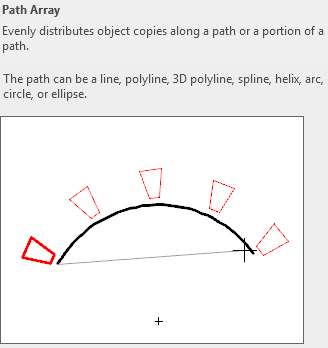 Path Array
Evenly distributes object copies along a path or a portion of a
path.
The path can be a line, polyline, 3D polyline, spline, helix, arc,
circle, or ellipse.